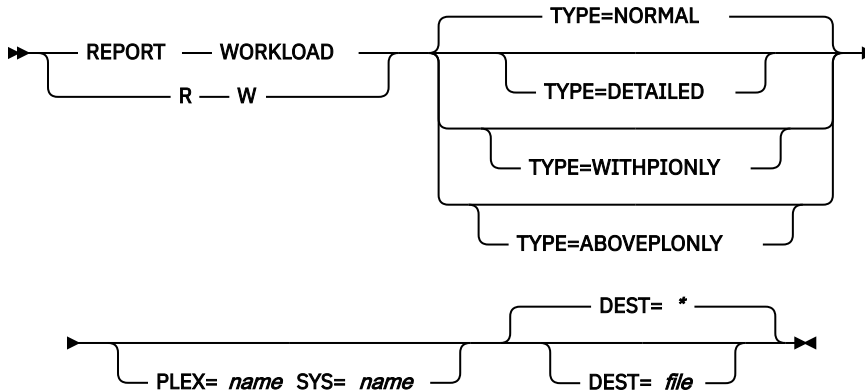 TYPE=NORMAL
REPORT WORKLOAD
R W
TYPE=DETAILED
TYPE=WITHPIONLY
TYPE=ABOVEPLONLY
DEST= *
PLEX= name SYS= name
DEST= file